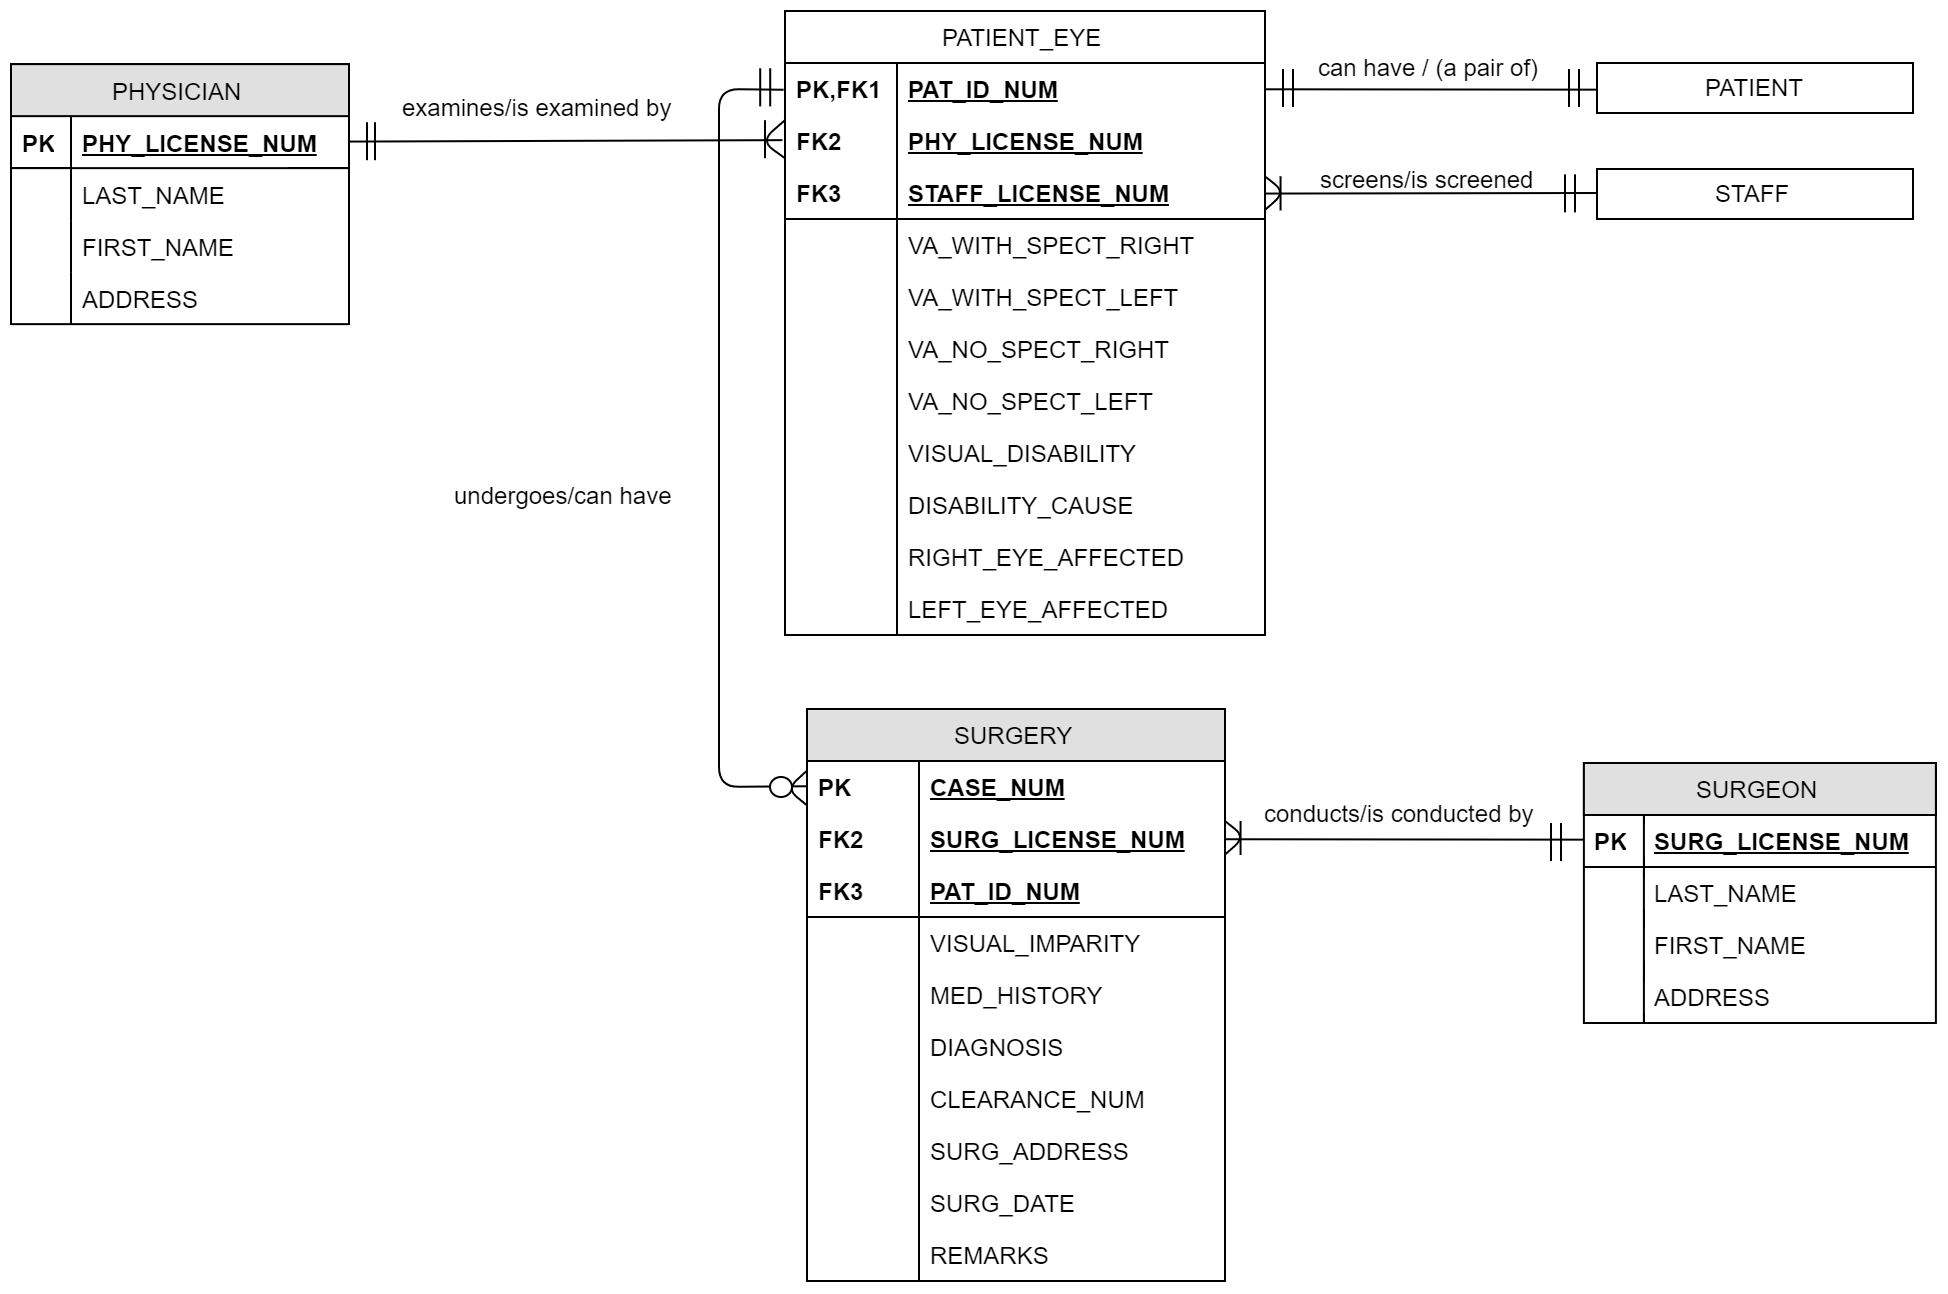 PHYSICIAN
PK PHY_LICENSE_NUM
LAST_NAME
FIRST_NAME
ADDRESS
examines/is examined by
PATIENT_EYE
PK,FK1 PAT_ID_NUM
FK2 PHY_LICENSE_NUM
FK3 STAFF_LICENSE_NUM
VA_WITH_SPECT_RIGHT
VA_WITH_SPECT_LEFT
VA_NO_SPECT_RIGHT
VA_NO_SPECT_LEFT
VISUAL_DISABILITY
DISABILITY_CAUSE
RIGHT_EYE_AFFECTED
LEFT_EYE_AFFECTED
can have / (a pair of)
PATIENT
screens/is screened
STAFF
undergoes/can have
SURGERY
PK CASE_NUM
FK2 SURG_LICENSE_NUM
FK3 PAT_ID_NUM
VISUAL_IMPARITY
MED_HISTORY
DIAGNOSIS
CLEARANCE_NUM
SURG_ADDRESS
SURG_DATE
REMARKS
conducts/is conducted by
SURGEON
PK SURG_LICENSE_NUM
LAST_NAME
FIRST_NAME
ADDRESS